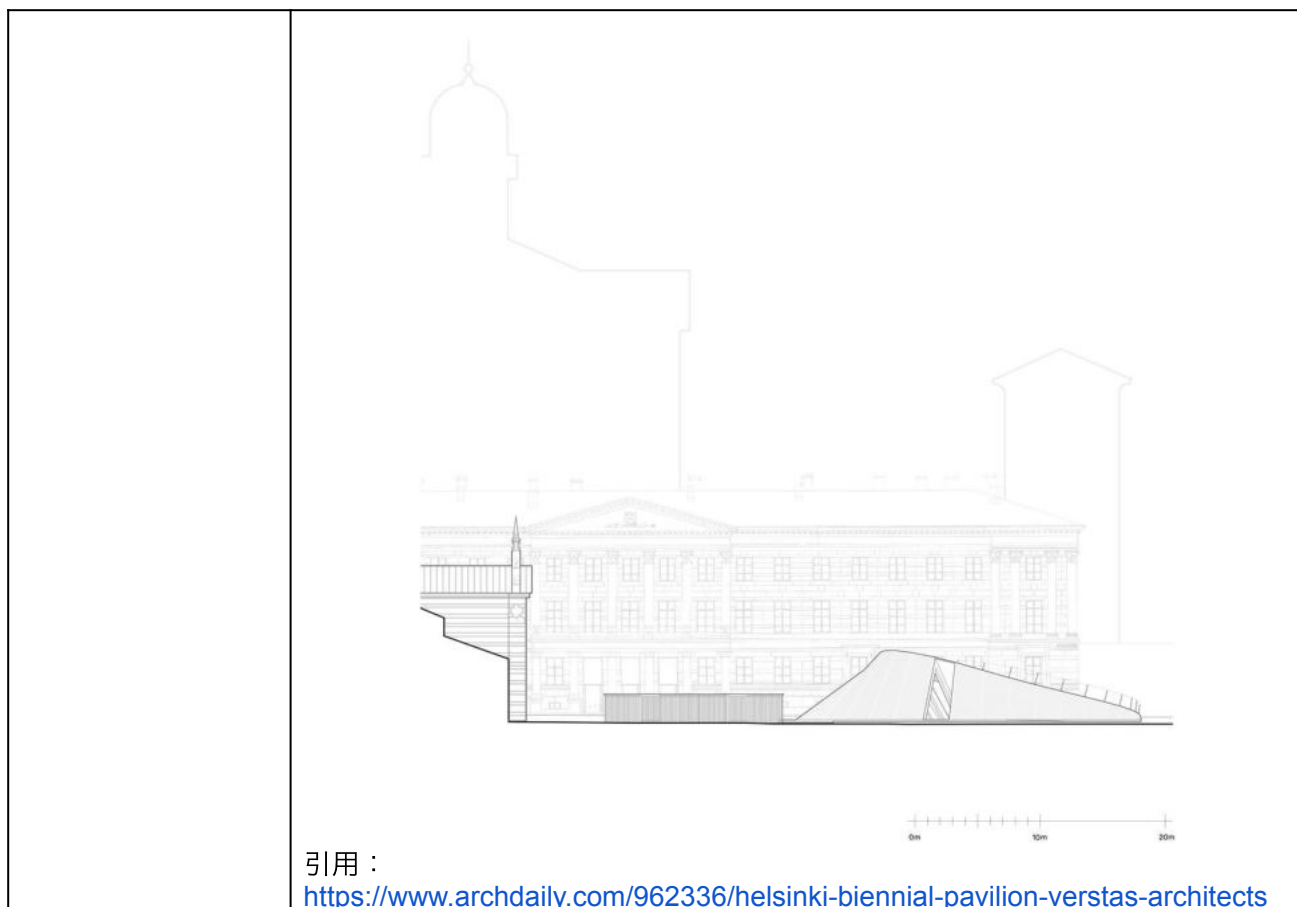 0m 10m 20m
引用：
https://www.archdaily.com/962336/helsinki-biennial-pavilion-verstas-architects